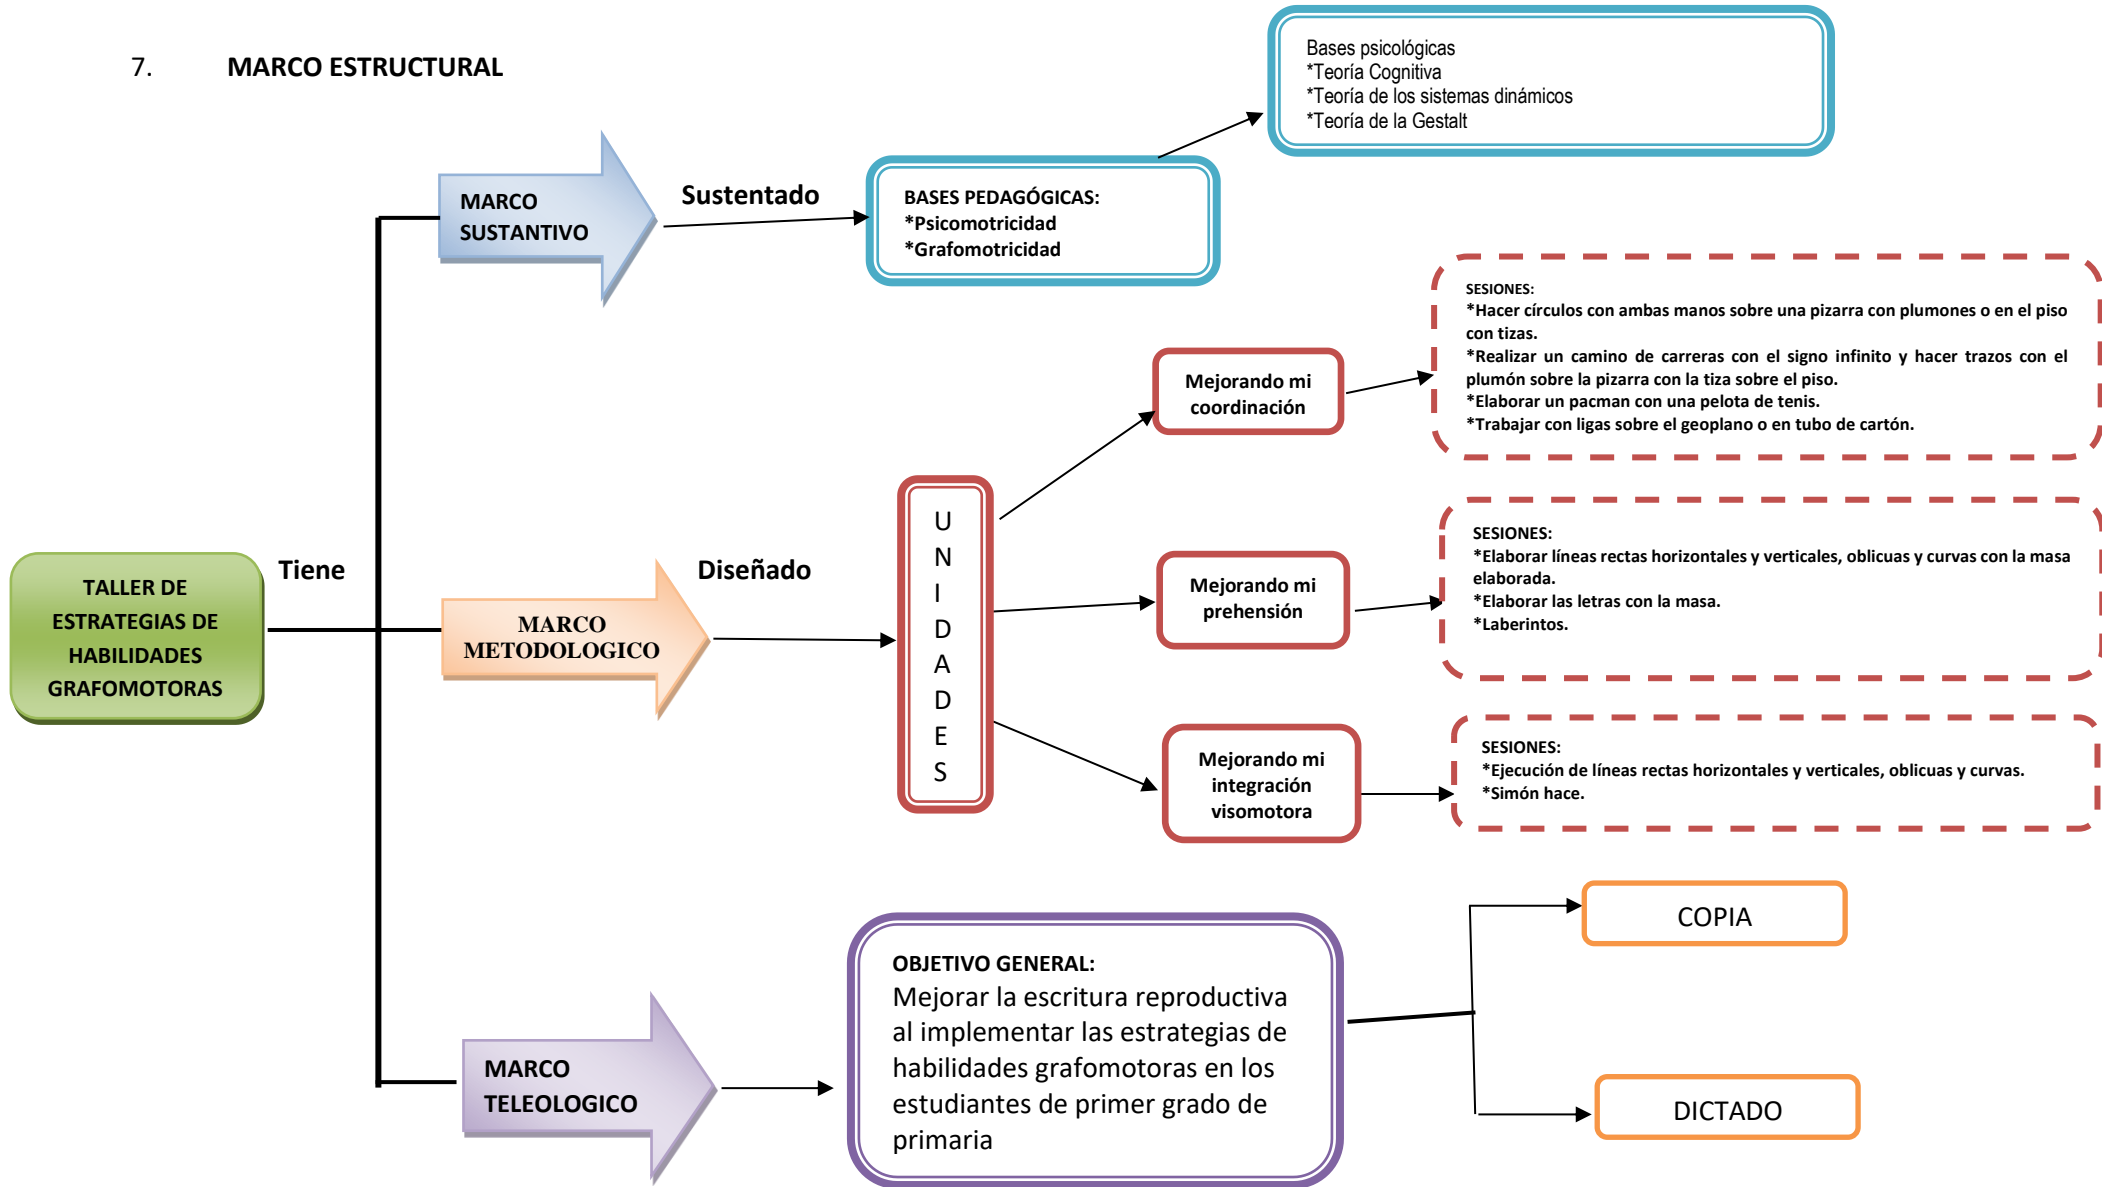 7. MARCO ESTRUCTURAL
Bases psicológicas
*Teoría Cognitiva
*Teoría de los sistemas dinámicos
*Teoría de la Gestalt
MARCO
SUSTANTIVO
Sustentado
BASES PEDAGÓGICAS:
*Psicomotricidad
*Grafomotricidad
SESIONES:
*Hacer círculos con ambas manos sobre una pizarra con plumones o en el piso
con tizas.
*Realizar un camino de carreras con el signo infinito y hacer trazos con el
plumón sobre la pizarra con la tiza sobre el piso.
*Elaborar un pacman con una pelota de tenis.
*Trabajar con ligas sobre el geoplano o en tubo de cartón.
Mejorando mi
coordinación
TALLER DE
ESTRATEGIAS DE
HABILIDADES
GRAFOMOTORAS
Tiene
MARCO
METODOLOGICO
Diseñado
U
N
I
D
A
D
E
S
Mejorando mi
prehensión
SESIONES:
*Elaborar líneas rectas horizontales y verticales, oblicuas y curvas con la masa
elaborada.
*Elaborar las letras con la masa.
*Laberintos.
Mejorando mi
integración
visomotora
SESIONES:
*Ejecución de líneas rectas horizontales y verticales, oblicuas y curvas.
*Simón hace.
MARCO
TELEOLOGICO
OBJETIVO GENERAL:
Mejorar la escritura reproductiva
al implementar las estrategias de
habilidades grafomotoras en los
estudiantes de primer grado de
primaria
COPIA
DICTADO